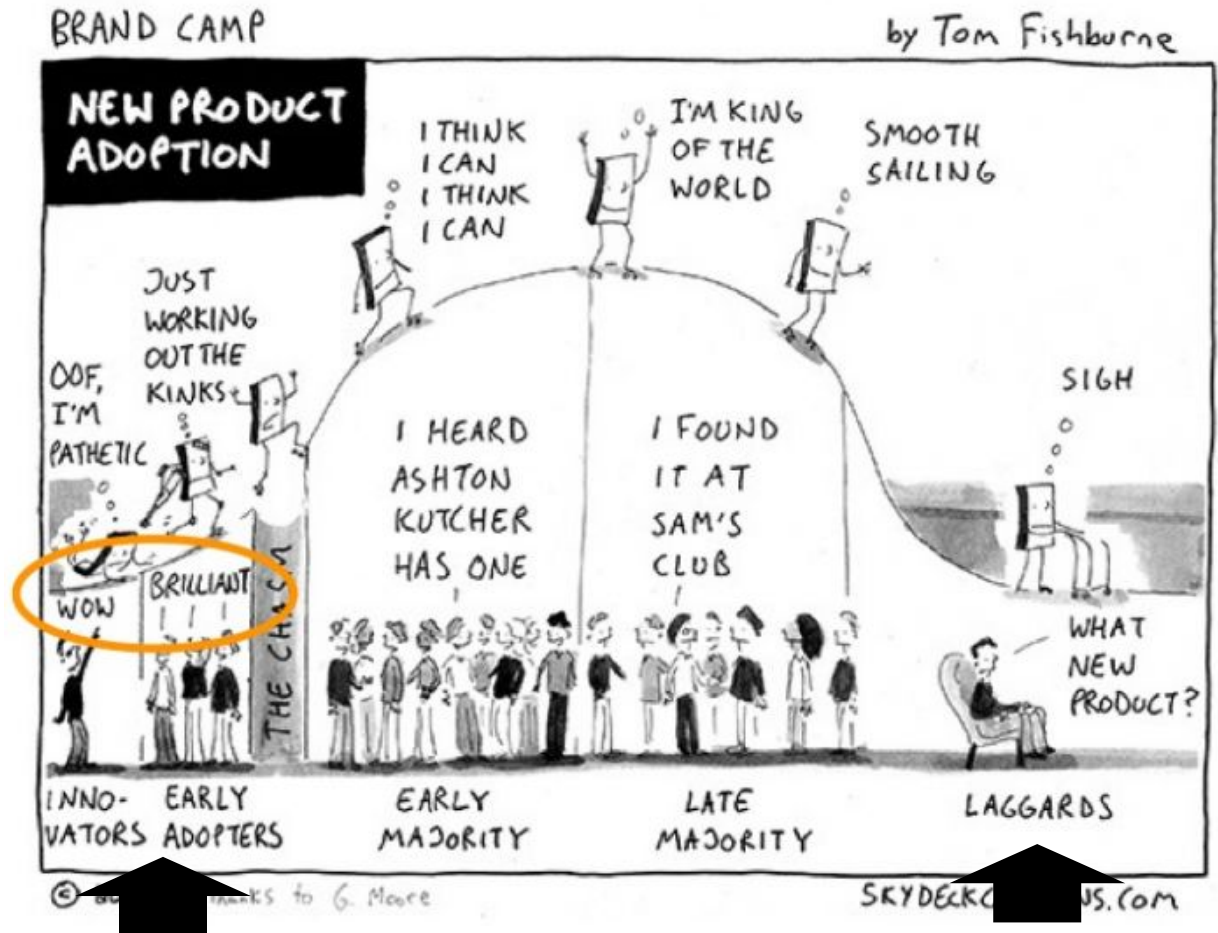 BRAND CAMP
by Tom Fishburne
NEW PRODUCT
ADOPTION
OOF,
I'M
PATHETIC
JUST
WORKING
OUT THE
KINKS
I THINK
I CAN
I THINK
I CAN
I'M KING
OF THE
WORLD
SMOOTH
SAILING
SIGH
WOW
BRILLIANT
THE CHASM
I HEARD
ASHTON
KUTCHER
HAS ONE
I FOUND
IT AT
SAM'S
CLUB
WHAT
NEW
PRODUCT?
INNO-
VATORS
EARLY
ADOPTERS
EARLY
MAJORITY
LATE
MAJORITY
LAGGARDS
© to G. Moore